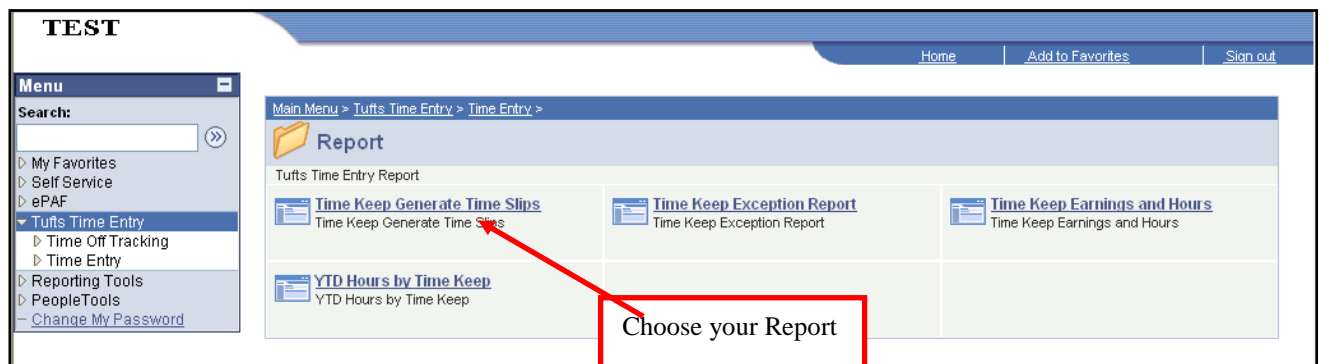 TEST
Home Add to Favorites Sign out
Menu
Search:
My Favorites
Self Service
ePAF
Tufts Time Entry
Time Off Tracking
Time Entry
Reporting Tools
PeopleTools
Change My Password
Main Menu > Tufts Time Entry > Time Entry >
Report
Tufts Time Entry Report
Time Keep Generate Time Slips
Time Keep Generate Time Slips
Time Keep Exception Report
Time Keep Exception Report
Time Keep Earnings and Hours
Time Keep Earnings and Hours
YTD Hours by Time Keep
YTD Hours by Time Keep
Choose your Report